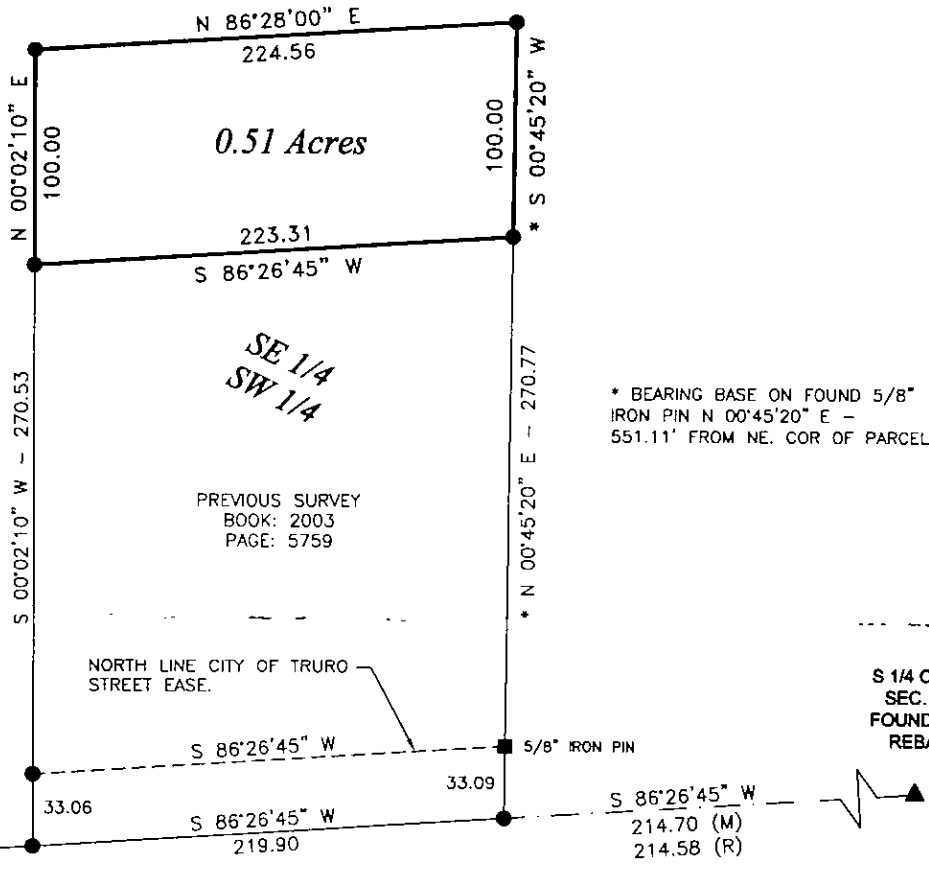 N 86°28'00" E
224.56
N 00°02'10" E
100.00
0.51 Acres
100.00
* S 00°45'20" W
223.31
S 86°26'45" W
SE 1/4
SW 1/4
S 00°02'10" W - 270.53
* N 00°45'20" E - 270.77
* BEARING BASE ON FOUND 5/8"
IRON PIN N 00°45'20" E -
551.11' FROM NE. COR OF PARCEL
PREVIOUS SURVEY
BOOK: 2003
PAGE: 5759
NORTH LINE CITY OF TRURO
STREET EASE.
S 1/4
SEC.
FOUND
S 86°26'45" W
5/8" IRON PIN
33.06
33.09
S 86°26'45" W
219.90
S 86°26'45" W
214.70 (M)
214.58 (R)